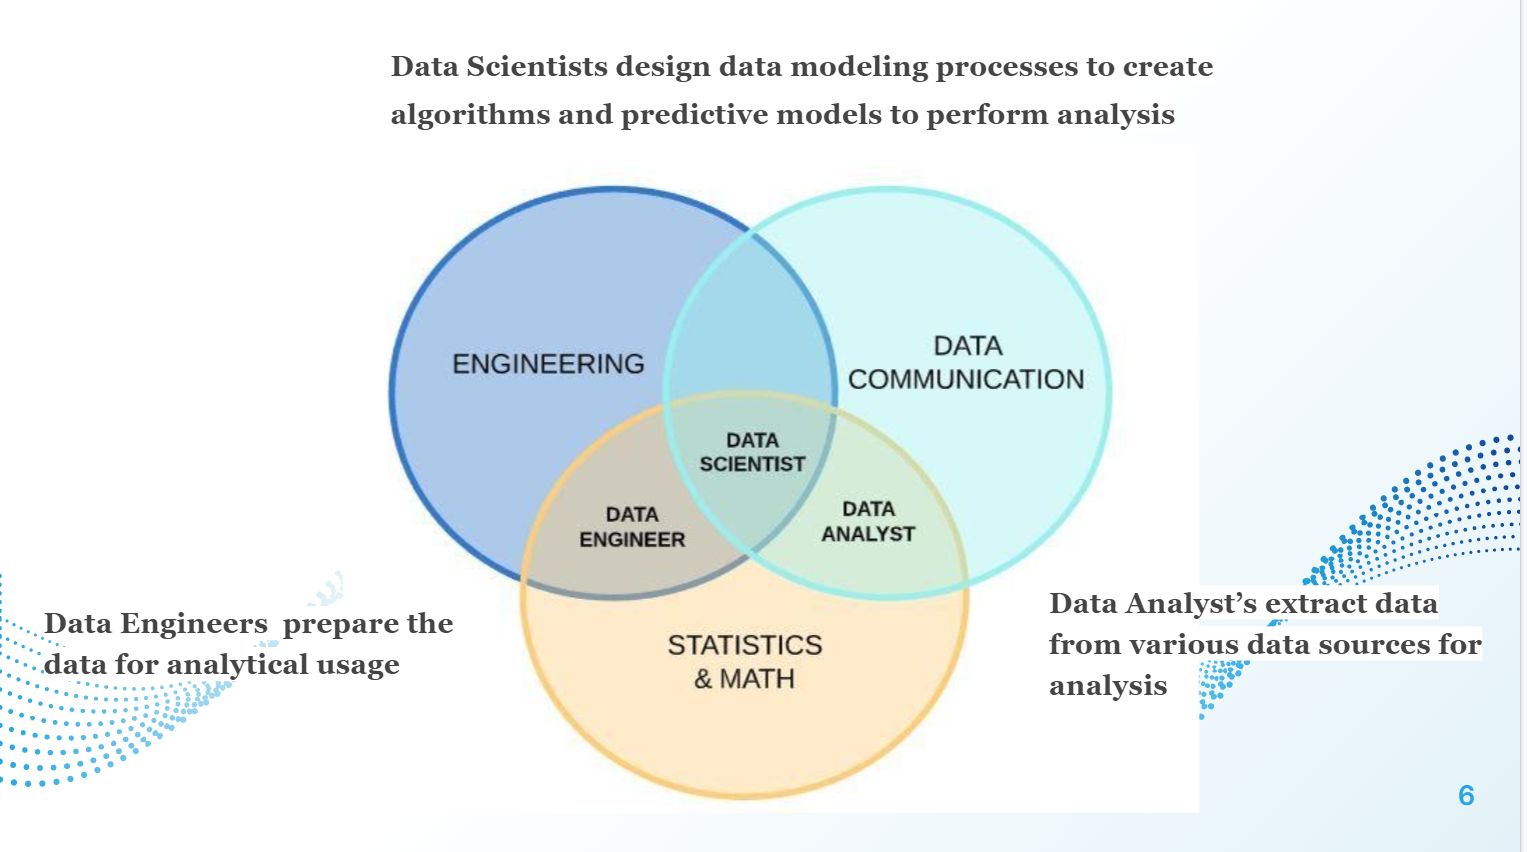 Data Scientists design data modeling processes to create
algorithms and predictive models to perform analysis
ENGINEERING
DATA
COMMUNICATION
DATA
SCIENTIST
DATA
ENGINEER
DATA
ANALYST
STATISTICS
& MATH
Data Engineers  prepare the
data for analytical usage
Data Analyst’s extract data
from various data sources for
analysis
6